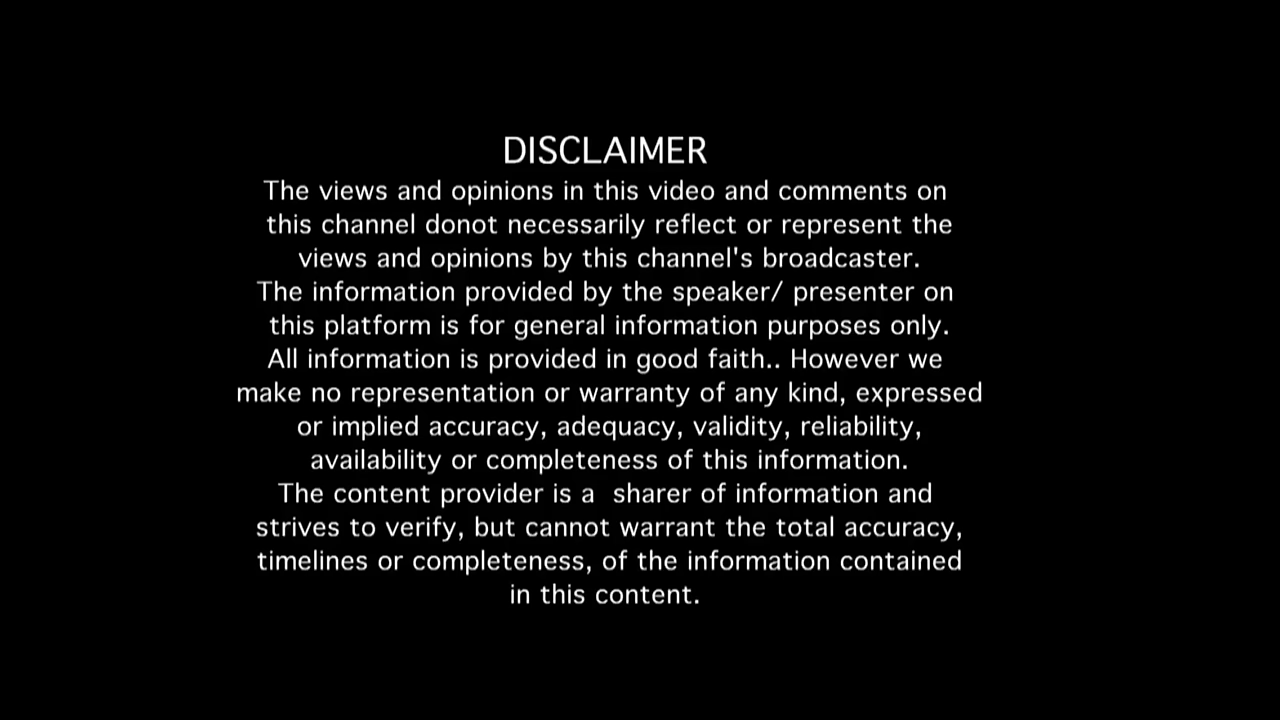 DISCLAIMER
The views and opinions in this video and comments on
this channel donot necessarily reflect or represent the
views and opinions by this channel's broadcaster.
The information provided by the speaker/ presenter on
this platform is for general information purposes only.
All information is provided in good faith.. However we
make no representation or warranty of any kind, expressed
or implied accuracy, adequacy, validity, reliability,
availability or completeness of this information.
The content provider is a  sharer of information and
strives to verify, but cannot warrant the total accuracy,
timelines or completeness, of the information contained
in this content.